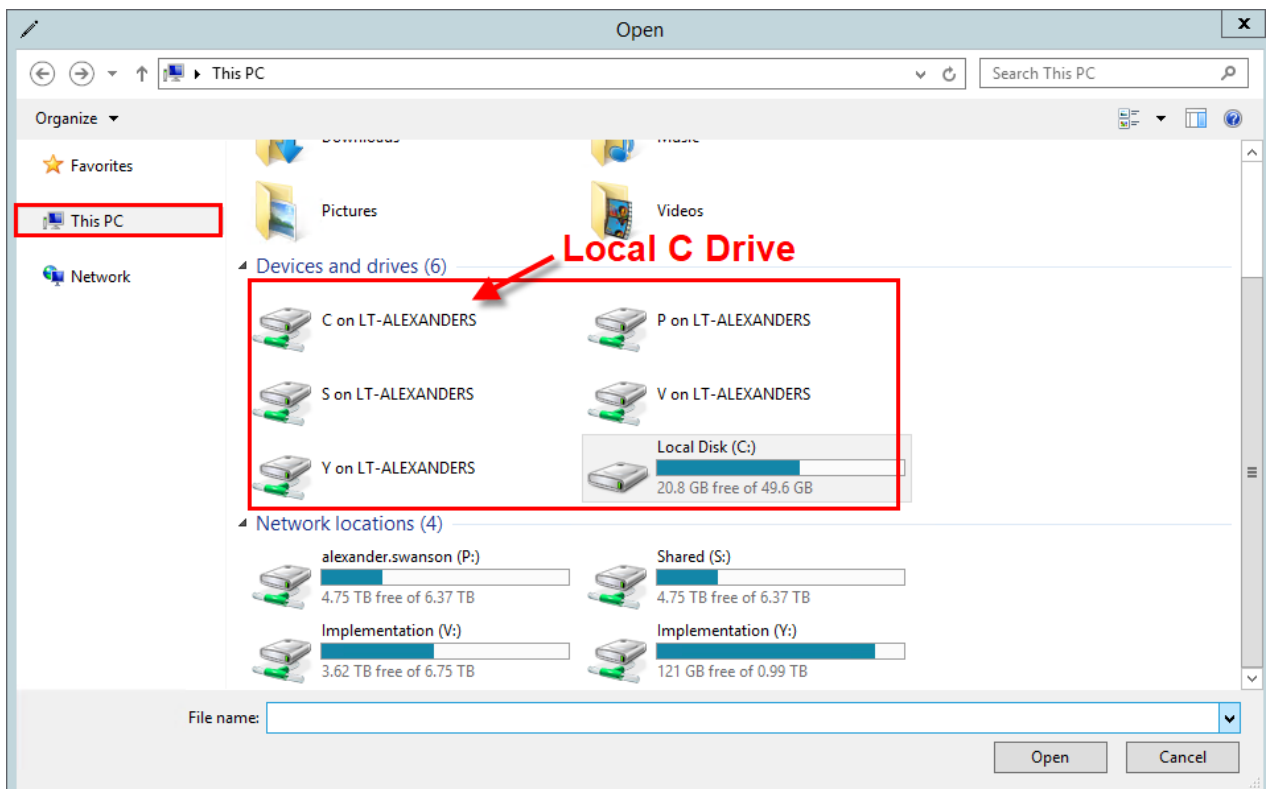 Open
x
This PC
Search This PC
Organize
Favorites
Downloads
Music
This PC
Pictures
Videos
Local C Drive
Network
Devices and drives (6)
C on LT-ALEXANDERS
P on LT-ALEXANDERS
S on LT-ALEXANDERS
V on LT-ALEXANDERS
Y on LT-ALEXANDERS
Local Disk (C:)
20.8 GB free of 49.6 GB
Network locations (4)
alexander.swanson (P:)
4.75 TB free of 6.37 TB
Shared (S:)
4.75 TB free of 6.37 TB
Implementation (V:)
3.62 TB free of 6.75 TB
Implementation (Y:)
121 GB free of 0.99 TB
File name:
Open
Cancel